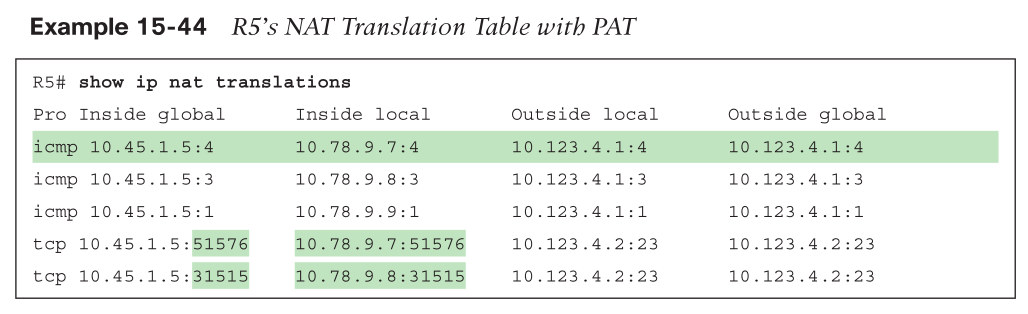 Example 15-44 R5's NAT Translation Table with PAT
R5# show ip nat translations
Pro Inside global Inside local Outside local Outside global
icmp 10.45.1.5:4 10.78.9.7:4 10.123.4.1:4 10.123.4.1:4
icmp 10.45.1.5:3 10.78.9.8:3 10.123.4.1:3 10.123.4.1:3
icmp 10.45.1.5:1 10.78.9.9:1 10.123.4.1:1 10.123.4.1:1
tcp 10.45.1.5:51576 10.78.9.7:51576 10.123.4.2:23 10.123.4.2:23
tcp 10.45.1.5:31515 10.78.9.8:31515 10.123.4.2:23 10.123.4.2:23